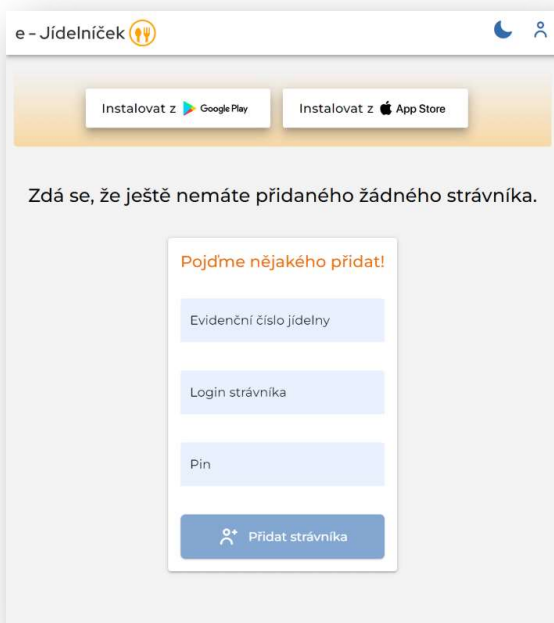 e - Jídelníček
Instalovat z Google Play
Instalovat z App Store
Zdá se, že ještě nemáte přidaného žádného strávníka.
Pojďme nějakého přidat!
Evidenční číslo jídelny
Login strávníka
Pin
Přidat strávníka